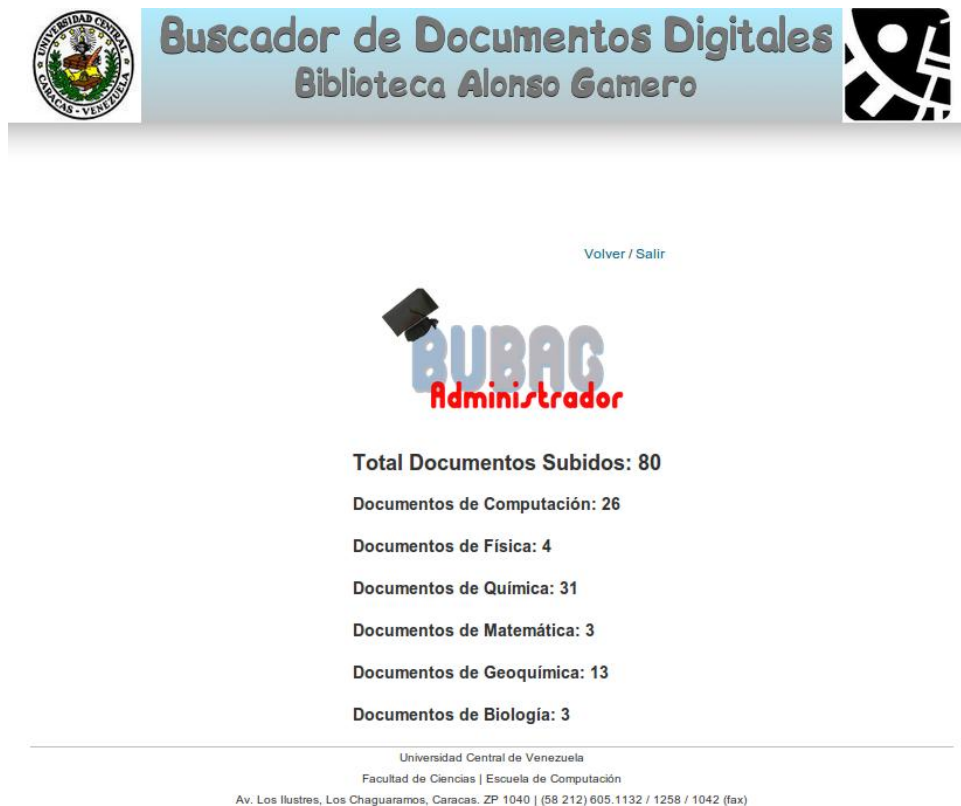 UNIVERSIDAD CENTRAL DE VENEZUELA
CARACAS - VENEZUELA
Buscador de Documentos Digitales
Biblioteca Alonso Gamero
Volver / Salir
BUBAG
Administrador
Total Documentos Subidos: 80
Documentos de Computación: 26
Documentos de Física: 4
Documentos de Química: 31
Documentos de Matemática: 3
Documentos de Geoquímica: 13
Documentos de Biología: 3
Universidad Central de Venezuela
Facultad de Ciencias | Escuela de Computación
Av. Los Ilustres, Los Chaguaramos, Caracas. ZP 1040 | (58 212) 605.1132 / 1258 / 1042 (fax)